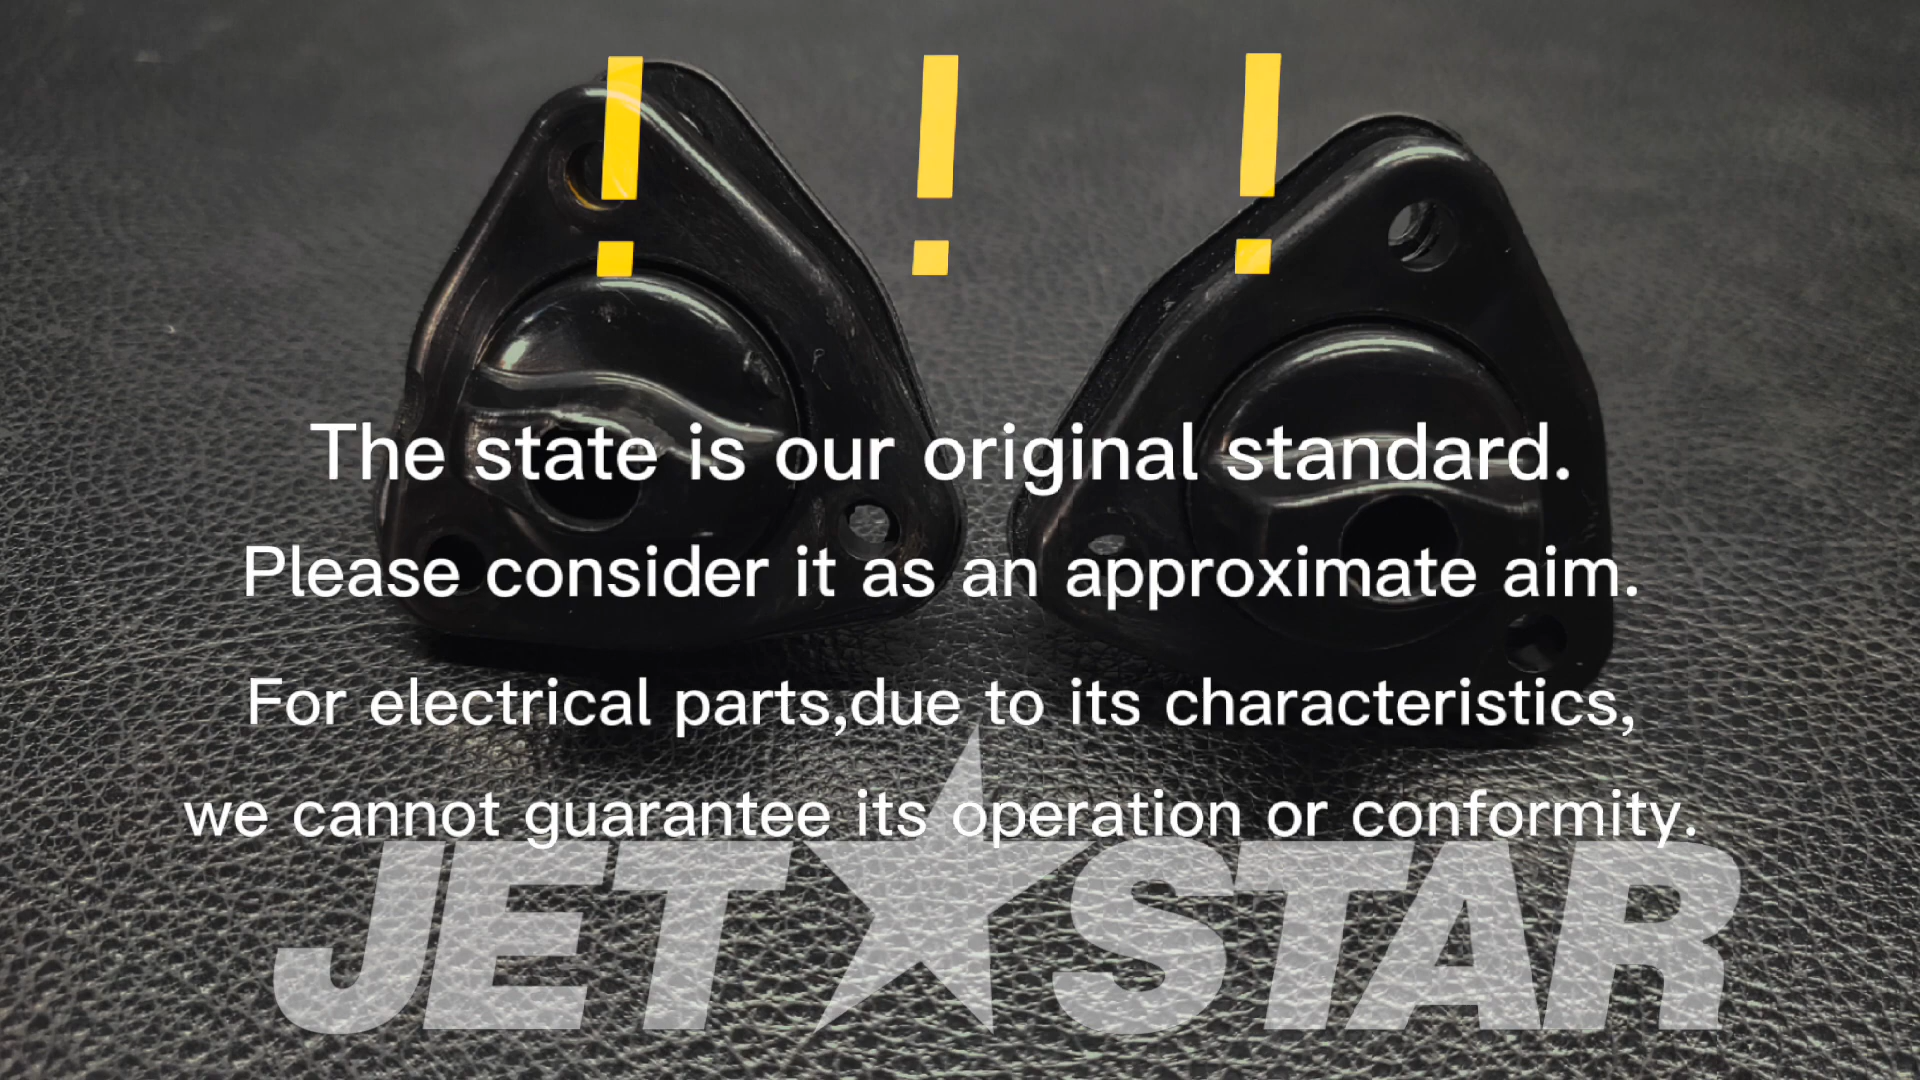 ! ! !
The state is our original standard.
Please consider it as an approximate aim.
For electrical parts,due to its characteristics,
we cannot guarantee its operation or conformity.
JET★STAR